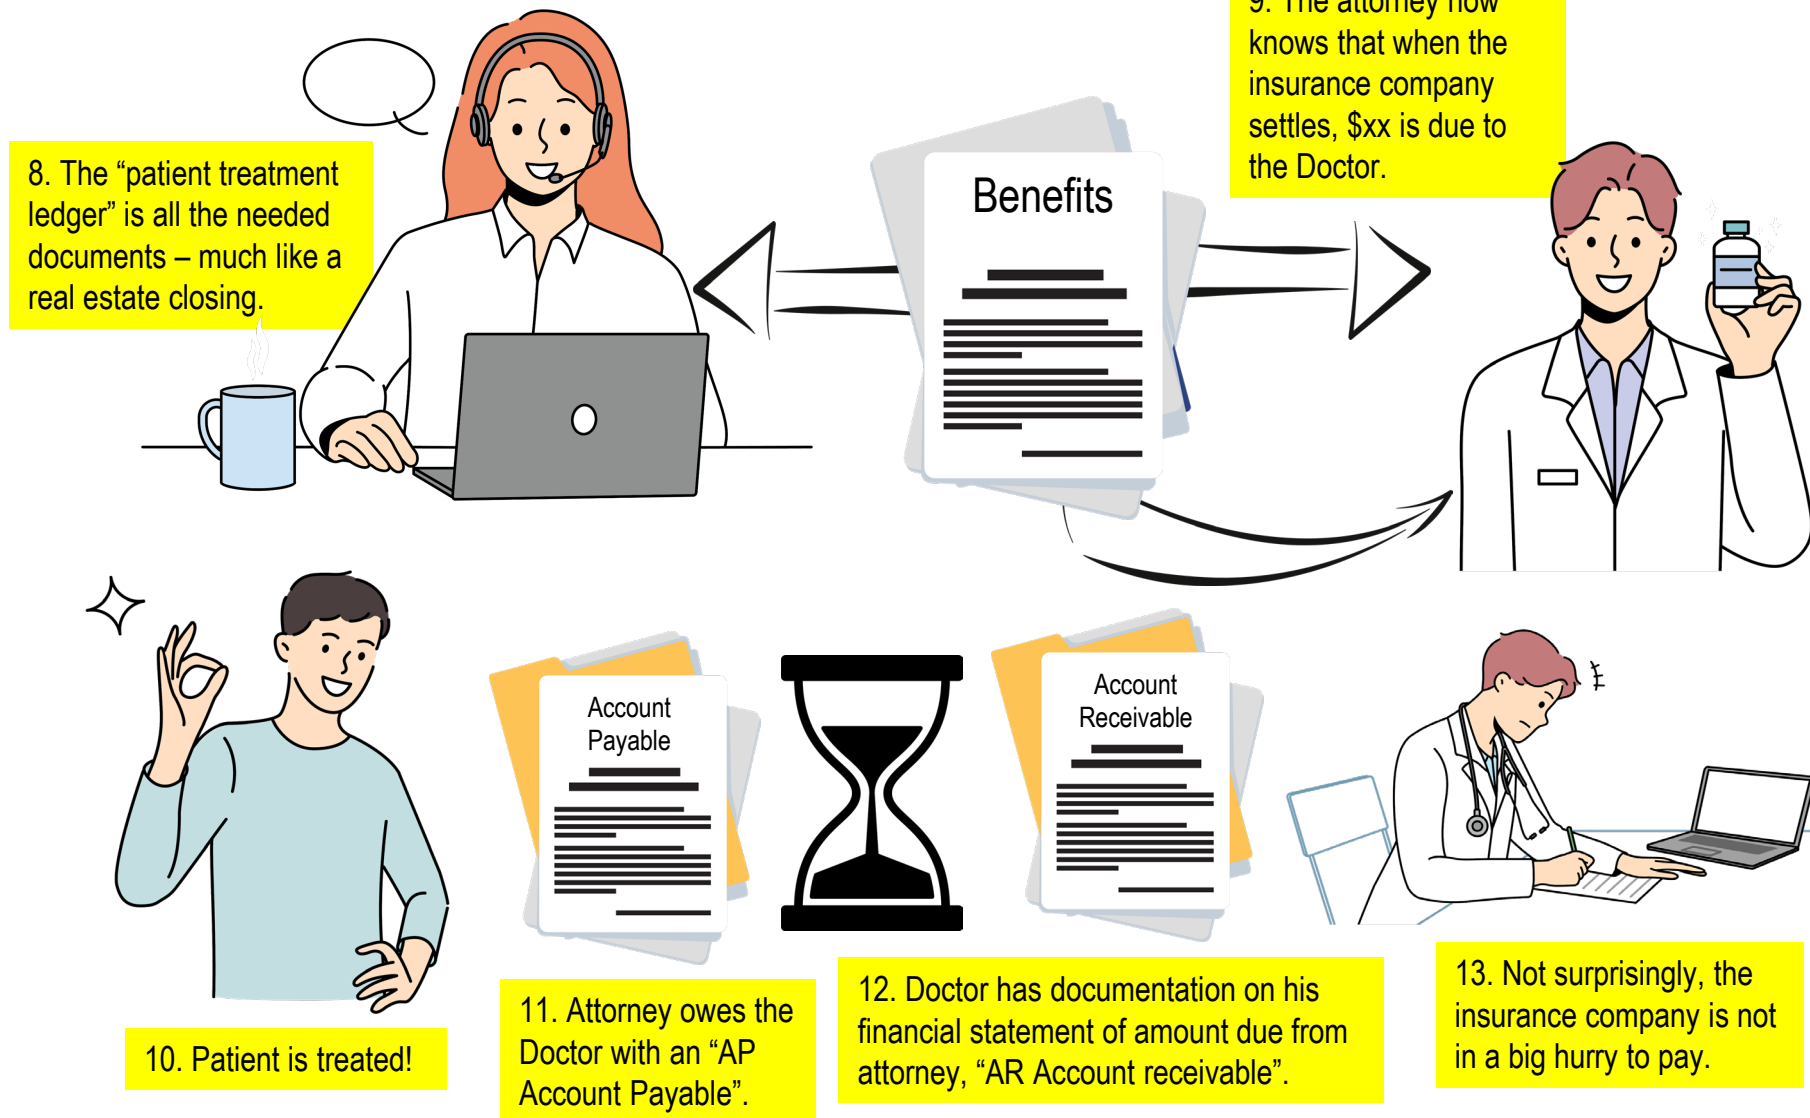 9. The attorney now
knows that when the
insurance company
settles, $xx is due to
the Doctor.
8. The “patient treatment
ledger” is all the needed
documents – much like a
real estate closing.
Benefits
Account
Payable
Account
Receivable
10. Patient is treated!
11. Attorney owes the
Doctor with an “AP
Account Payable”.
12. Doctor has documentation on his
financial statement of amount due from
attorney, “AR Account receivable”.
13. Not surprisingly, the
insurance company is not
in a big hurry to pay.